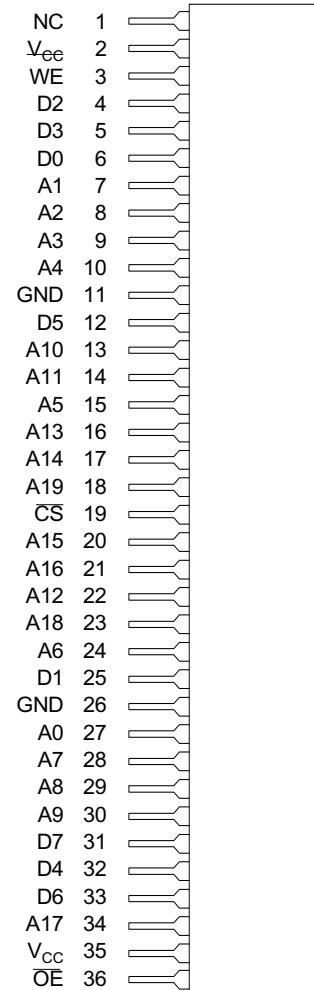 NC 1
VCC 2
WE 3
D2 4
D3 5
D0 6
A1 7
A2 8
A3 9
A4 10
GND 11
D5 12
A10 13
A11 14
A5 15
A13 16
A14 17
A19 18
CS 19
A15 20
A16 21
A12 22
A18 23
A6 24
D1 25
GND 26
A0 27
A7 28
A8 29
A9 30
D7 31
D4 32
D6 33
A17 34
VCC 35
OE 36